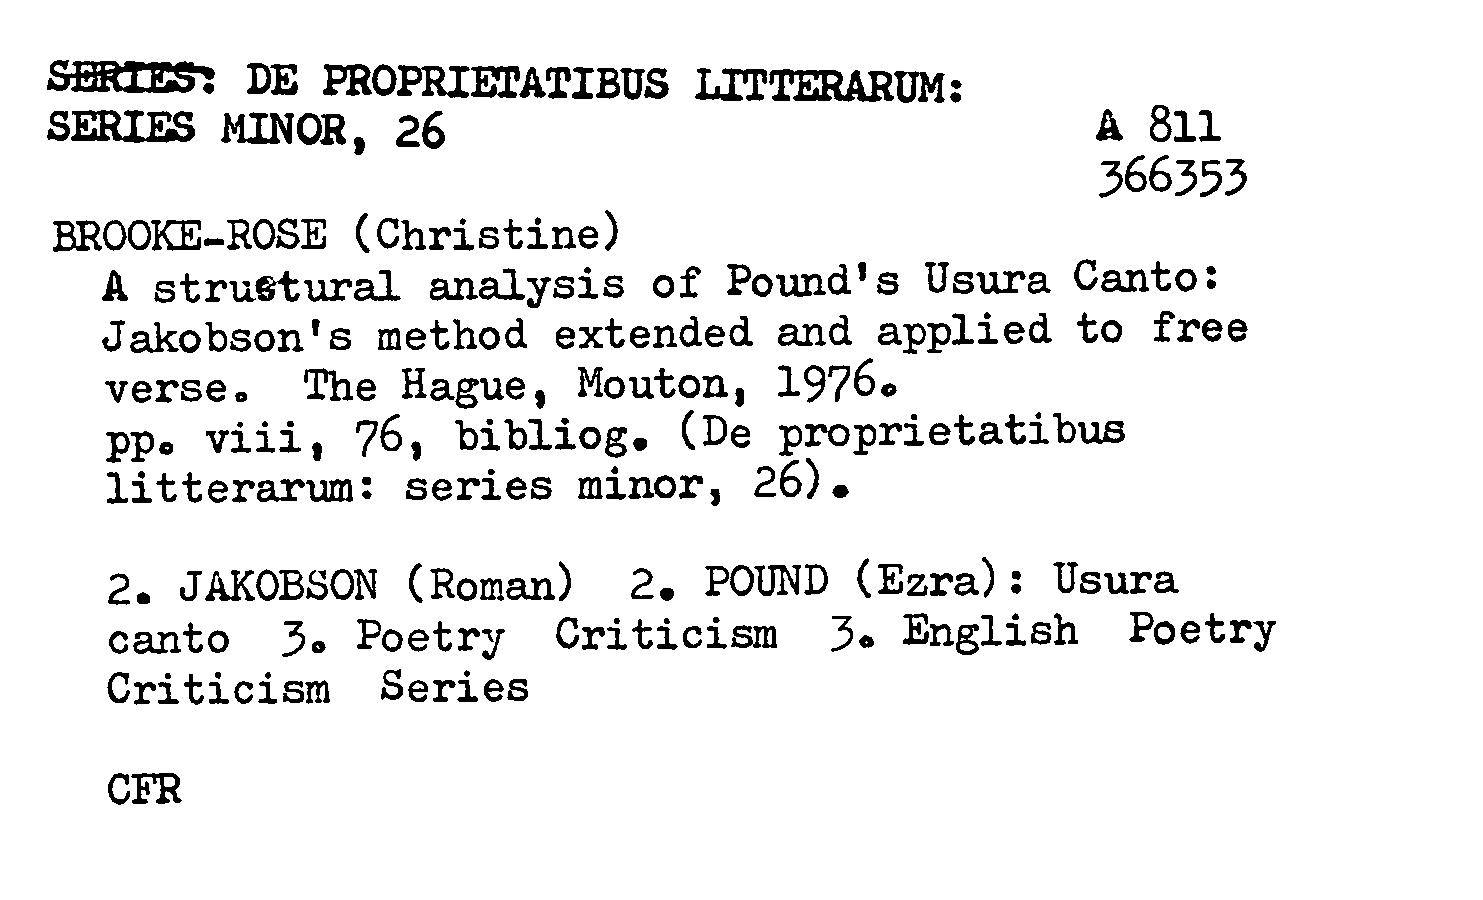 SERIES: DE PROPRIETATIBUS LITTERARUM:
SERIES MINOR, 26
A 811
366353
BROOKE-ROSE (Christine)
A structural analysis of Pound's Usura Canto:
Jakobson's method extended and applied to free
verse. The Hague, Mouton, 1976.
pp. viii, 76, bibliog. (De proprietatibus
litterarum: series minor, 26).
2. JAKOBSON (Roman) 2. POUND (Ezra): Usura
canto 3. Poetry Criticism 3. English Poetry
Criticism Series
CFR